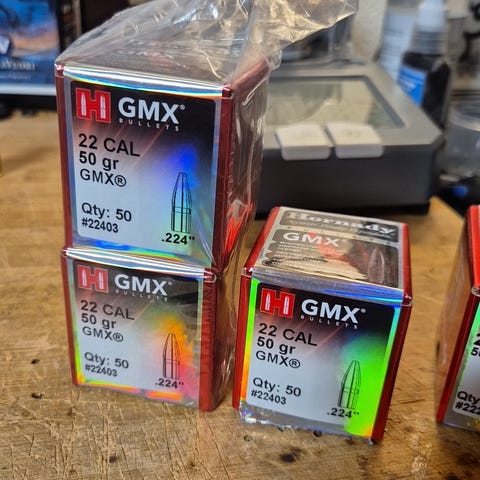 H GMX®
BULLETS
22 CAL
50 gr
GMX®
Qty: 50
#22403
.224"
H GMX®
BULLETS
22 CAL
50 gr
GMX®
Qty: 50
#22403
.224"
Hornady
GMX®
H GMX®
BULLETS
22 CAL
50 gr
GMX®
Qty: 50
#22403
.224"